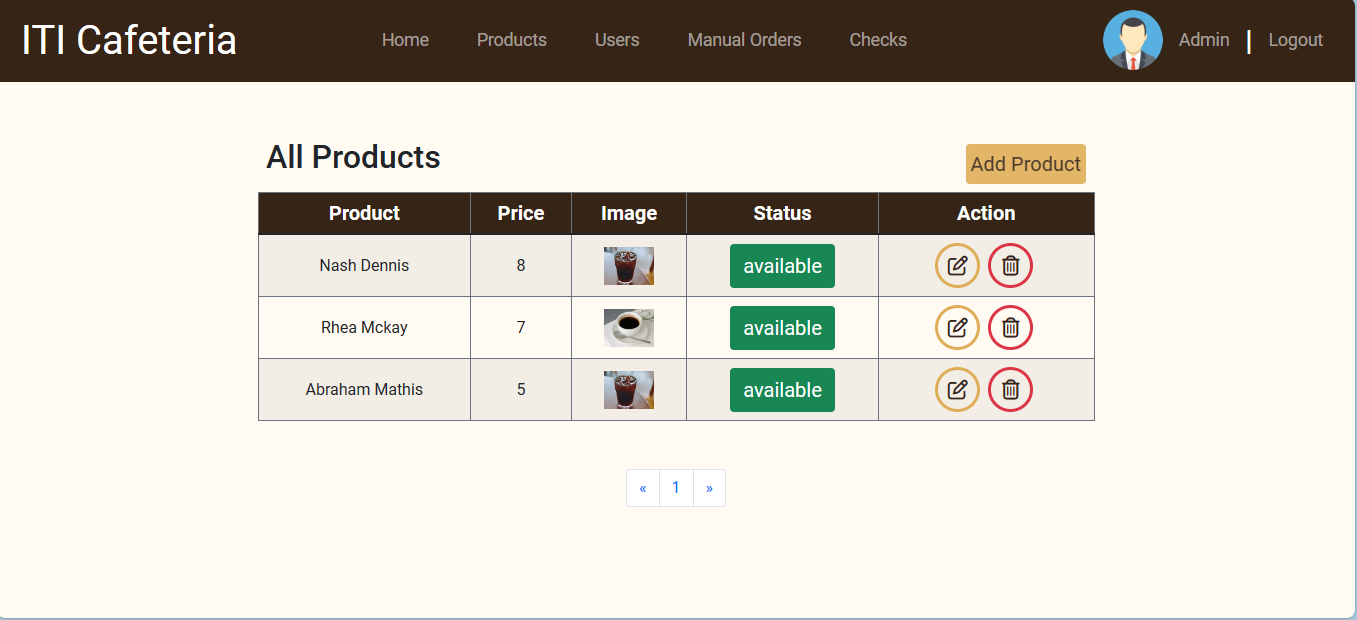 ITI Cafeteria Home Products Users Manual Orders Checks Admin | Logout
All Products
Add Product
Product Price Image Status Action
Nash Dennis 8 available
Rhea Mckay 7 available
Abraham Mathis 5 available
« 1 »